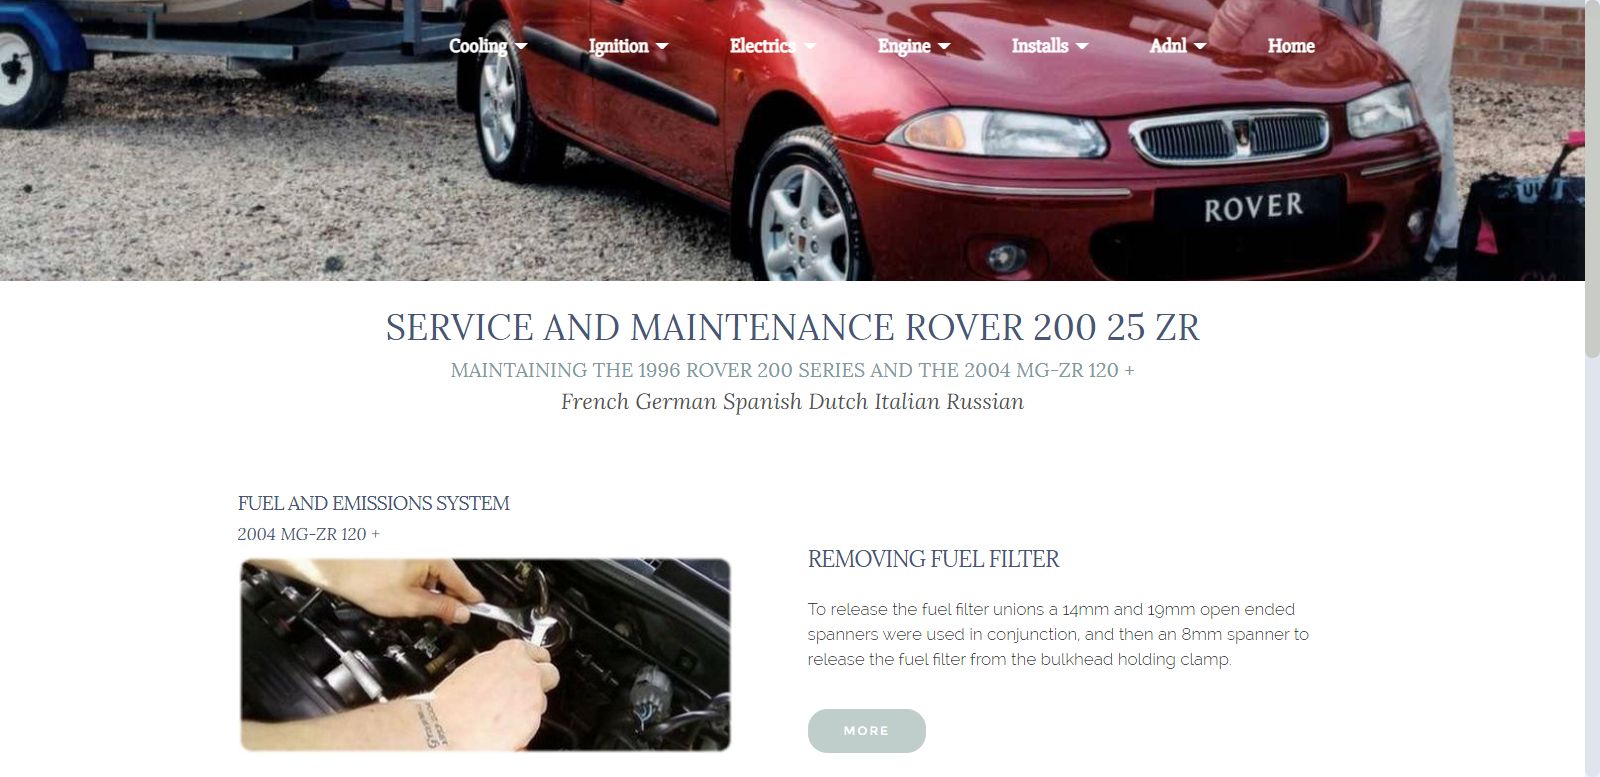 Cooling Ignition Electrics Engine Installs Adnl Home
ROVER
SERVICE AND MAINTENANCE ROVER 200 25 ZR
MAINTAINING THE 1996 ROVER 200 SERIES AND THE 2004 MG-ZR 120 +
French German Spanish Dutch Italian Russian
FUEL AND EMISSIONS SYSTEM
2004 MG-ZR 120 +
REMOVING FUEL FILTER
To release the fuel filter unions a 14mm and 19mm open ended
spanners were used in conjunction, and then an 8mm spanner to
release the fuel filter from the bulkhead holding clamp.
MORE